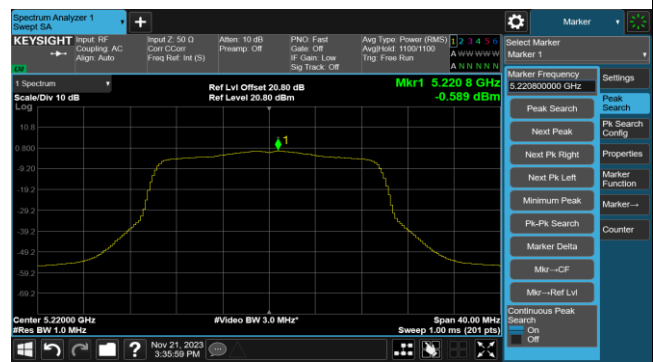 Spectrum Analyzer 1
Swept SA
+
Marker
KEYSIGHT
Input: RF
Coupling: AC
Align: Auto
Input Z: 50 Ω
Corr CCorr
Freq Ref: Int (S)
Atten: 10 dB
Preamp: Off
PNO: Fast
Gate: Off
IF Gain: Low
Sig Track: Off
Avg Type: Power (RMS)
Avg|Hold: 1100/1100
Trig: Free Run
1 2 3 4 5 6
A W W W W W
A N N N N N
Select Marker
Marker 1
1 Spectrum
Scale/Div 10 dB
Log
Ref Lvl Offset 20.80 dB
Ref Level 20.80 dBm
Mkr1 5.220 8 GHz
-0.589 dBm
10.8
0.800
-9.20
-19.2
-29.2
-39.2
-49.2
-59.2
-69.2
1
Center 5.22000 GHz
#Res BW 1.0 MHz
#Video BW 3.0 MHz*
Span 40.00 MHz
Sweep 1.00 ms (201 pts)
Marker Frequency
5.220800000 GHz
Peak Search
Next Peak
Next Pk Right
Next Pk Left
Minimum Peak
Pk-Pk Search
Marker Delta
Mkr→CF
Mkr→Ref Lvl
Continuous Peak
Search
On
Off
Settings
Peak
Search
Pk Search
Config
Properties
Marker
Function
Marker→
Counter
?
Nov 21, 2023
3:35:59 PM